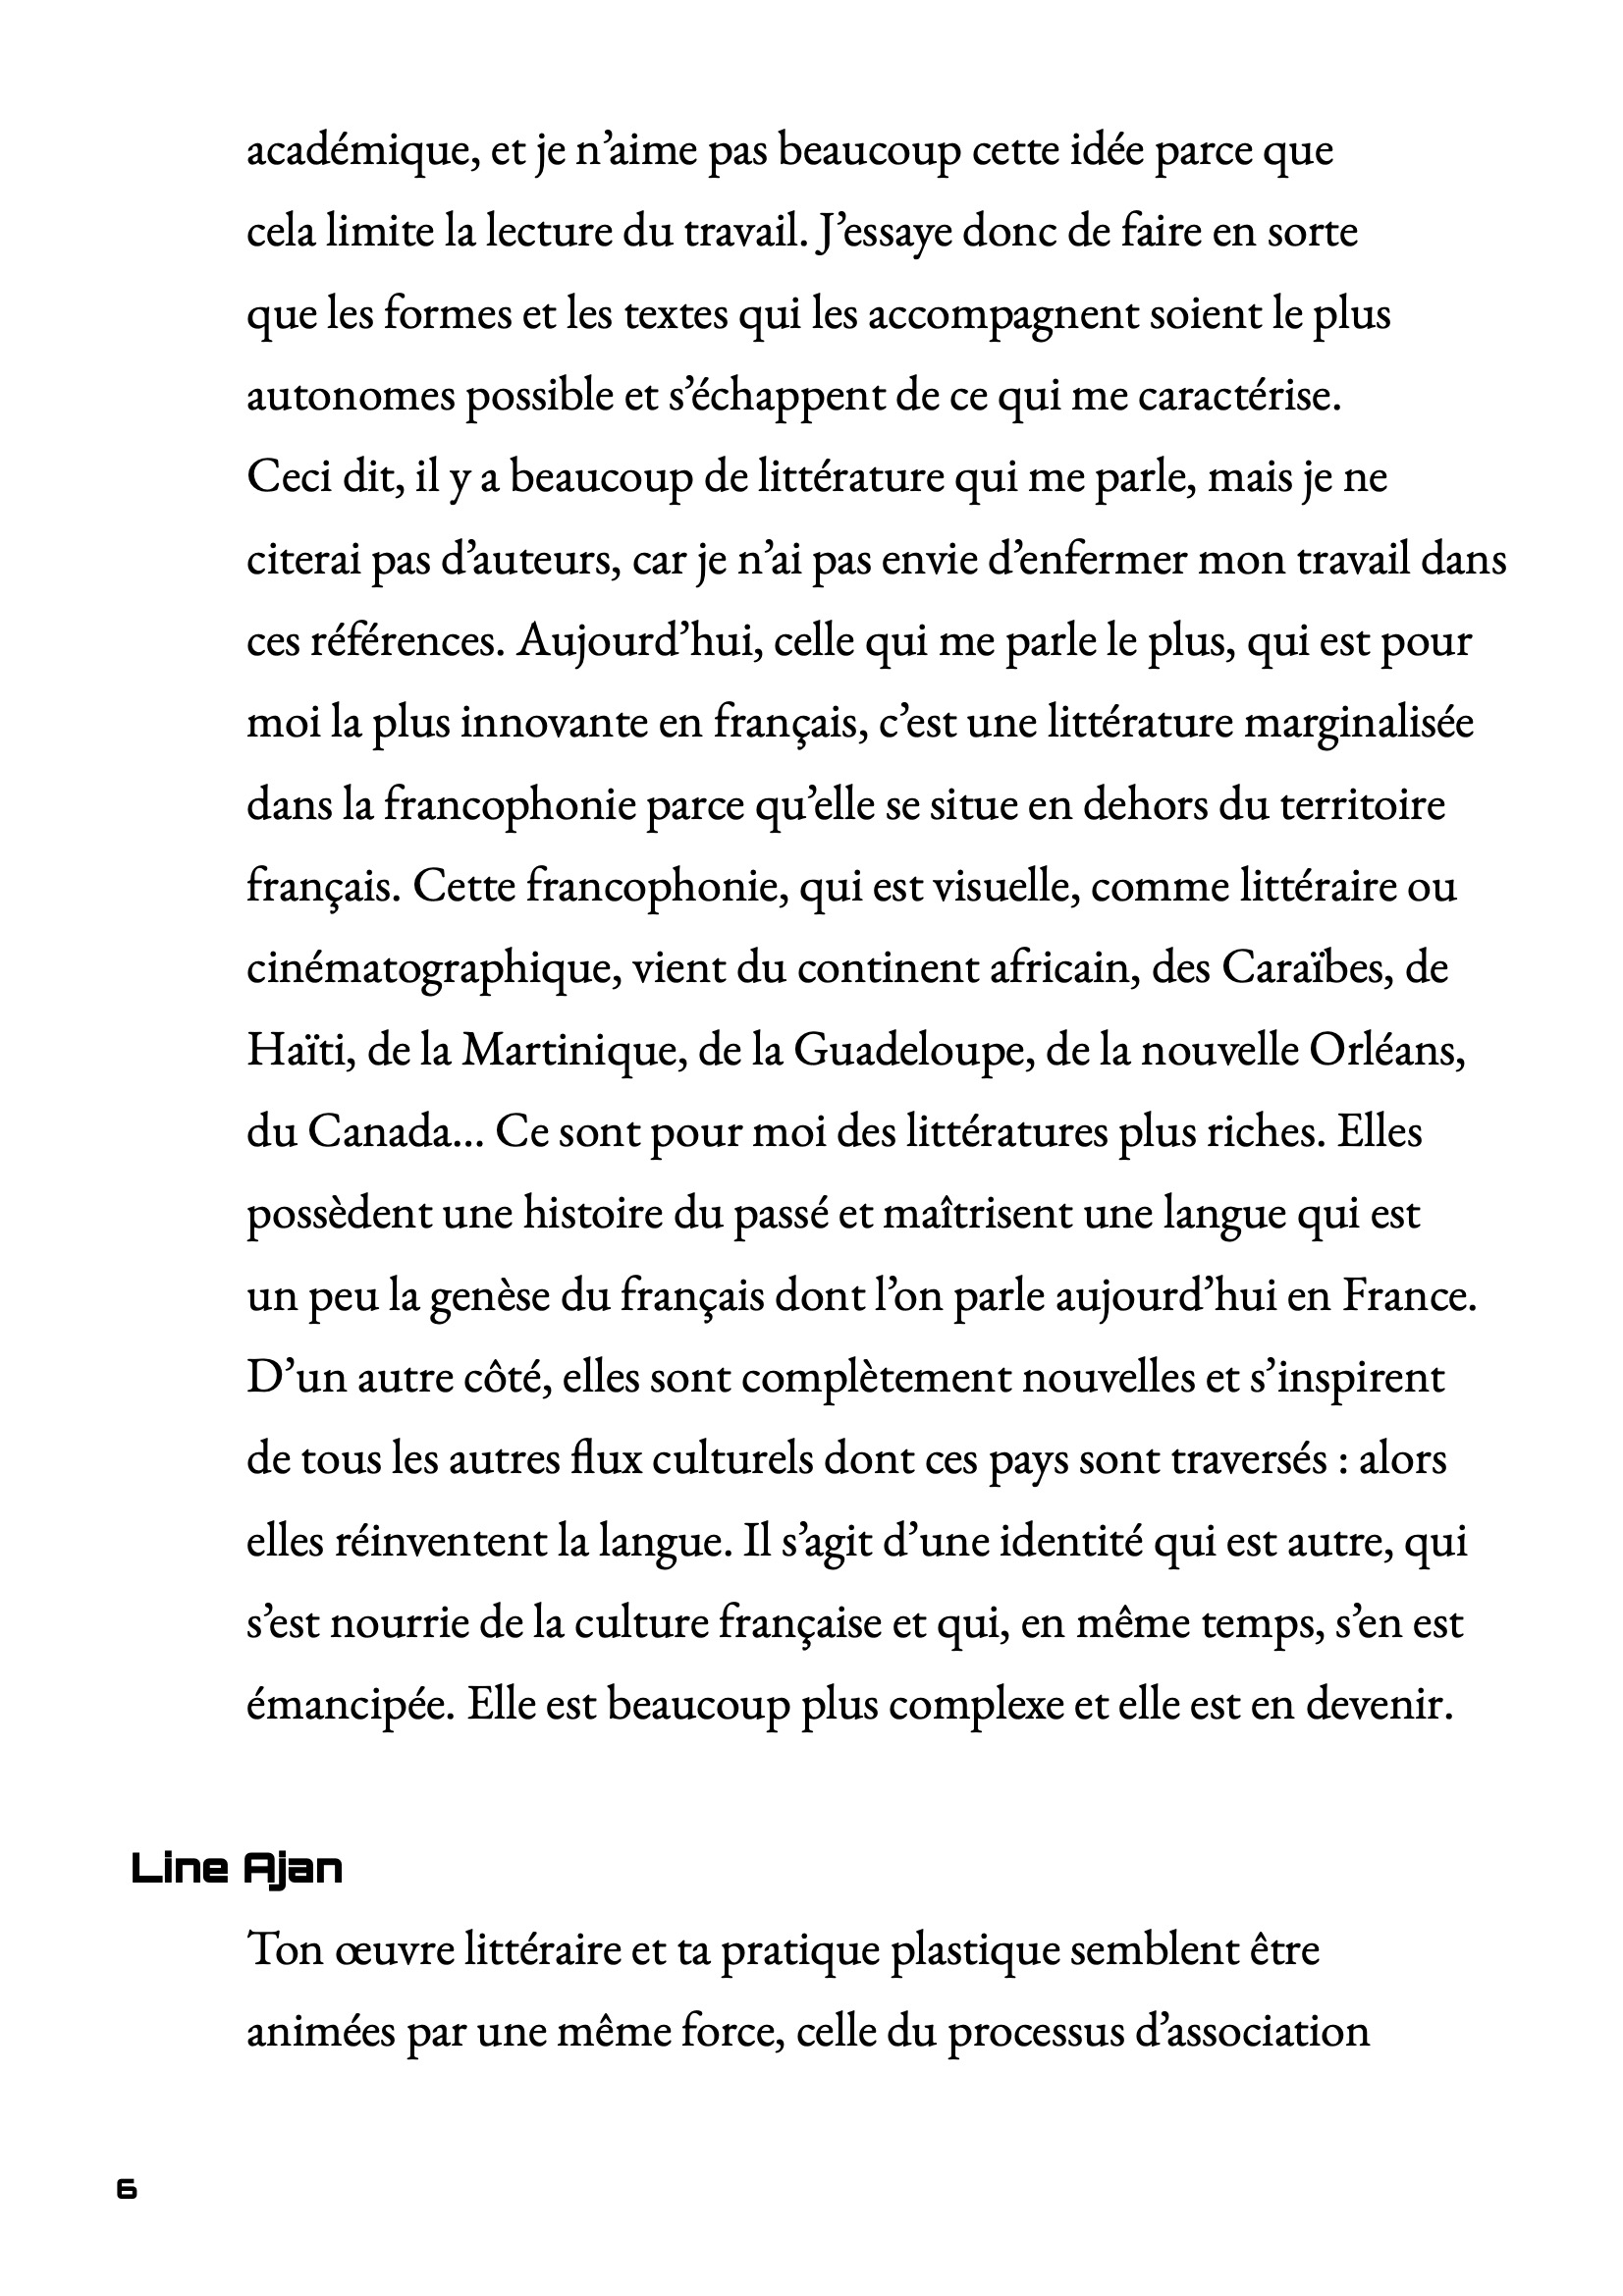 académique, et je n’aime pas beaucoup cette idée parce que
cela limite la lecture du travail. J’essaye donc de faire en sorte
que les formes et les textes qui les accompagnent soient le plus
autonomes possible et s’échappent de ce qui me caractérise.
Ceci dit, il y a beaucoup de littérature qui me parle, mais je ne
citerai pas d’auteurs, car je n’ai pas envie d’enfermer mon travail dans
ces références. Aujourd’hui, celle qui me parle le plus, qui est pour
moi la plus innovante en français, c’est une littérature marginalisée
dans la francophonie parce qu’elle se situe en dehors du territoire
français. Cette francophonie, qui est visuelle, comme littéraire ou
cinématographique, vient du continent africain, des Caraïbes, de
Haïti, de la Martinique, de la Guadeloupe, de la nouvelle Orléans,
du Canada… Ce sont pour moi des littératures plus riches. Elles
possèdent une histoire du passé et maîtrisent une langue qui est
un peu la genèse du français dont l’on parle aujourd’hui en France.
D’un autre côté, elles sont complètement nouvelles et s’inspirent
de tous les autres flux culturels dont ces pays sont traversés : alors
elles réinventent la langue. Il s’agit d’une identité qui est autre, qui
s’est nourrie de la culture française et qui, en même temps, s’en est
émancipée. Elle est beaucoup plus complexe et elle est en devenir.
Line Ajan
Ton œuvre littéraire et ta pratique plastique semblent être
animées par une même force, celle du processus d’association
6